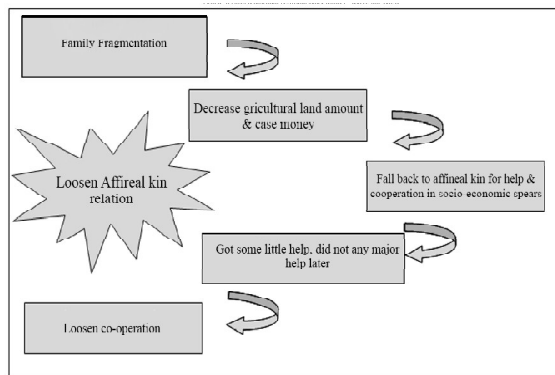 Family Fragmentation
Decrease gricultural land amount
& case money
Loosen Affireal kin
relation
Fall back to affineal kin for help &
cooperation in socio-economic spears
Got some little help, did not any major
help later
Loosen co-operation